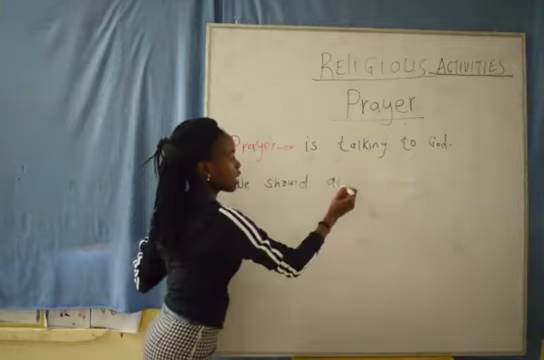 RELIGIOUS ACTIVITIES
Prayer
Prayer is talking to God.
We should al